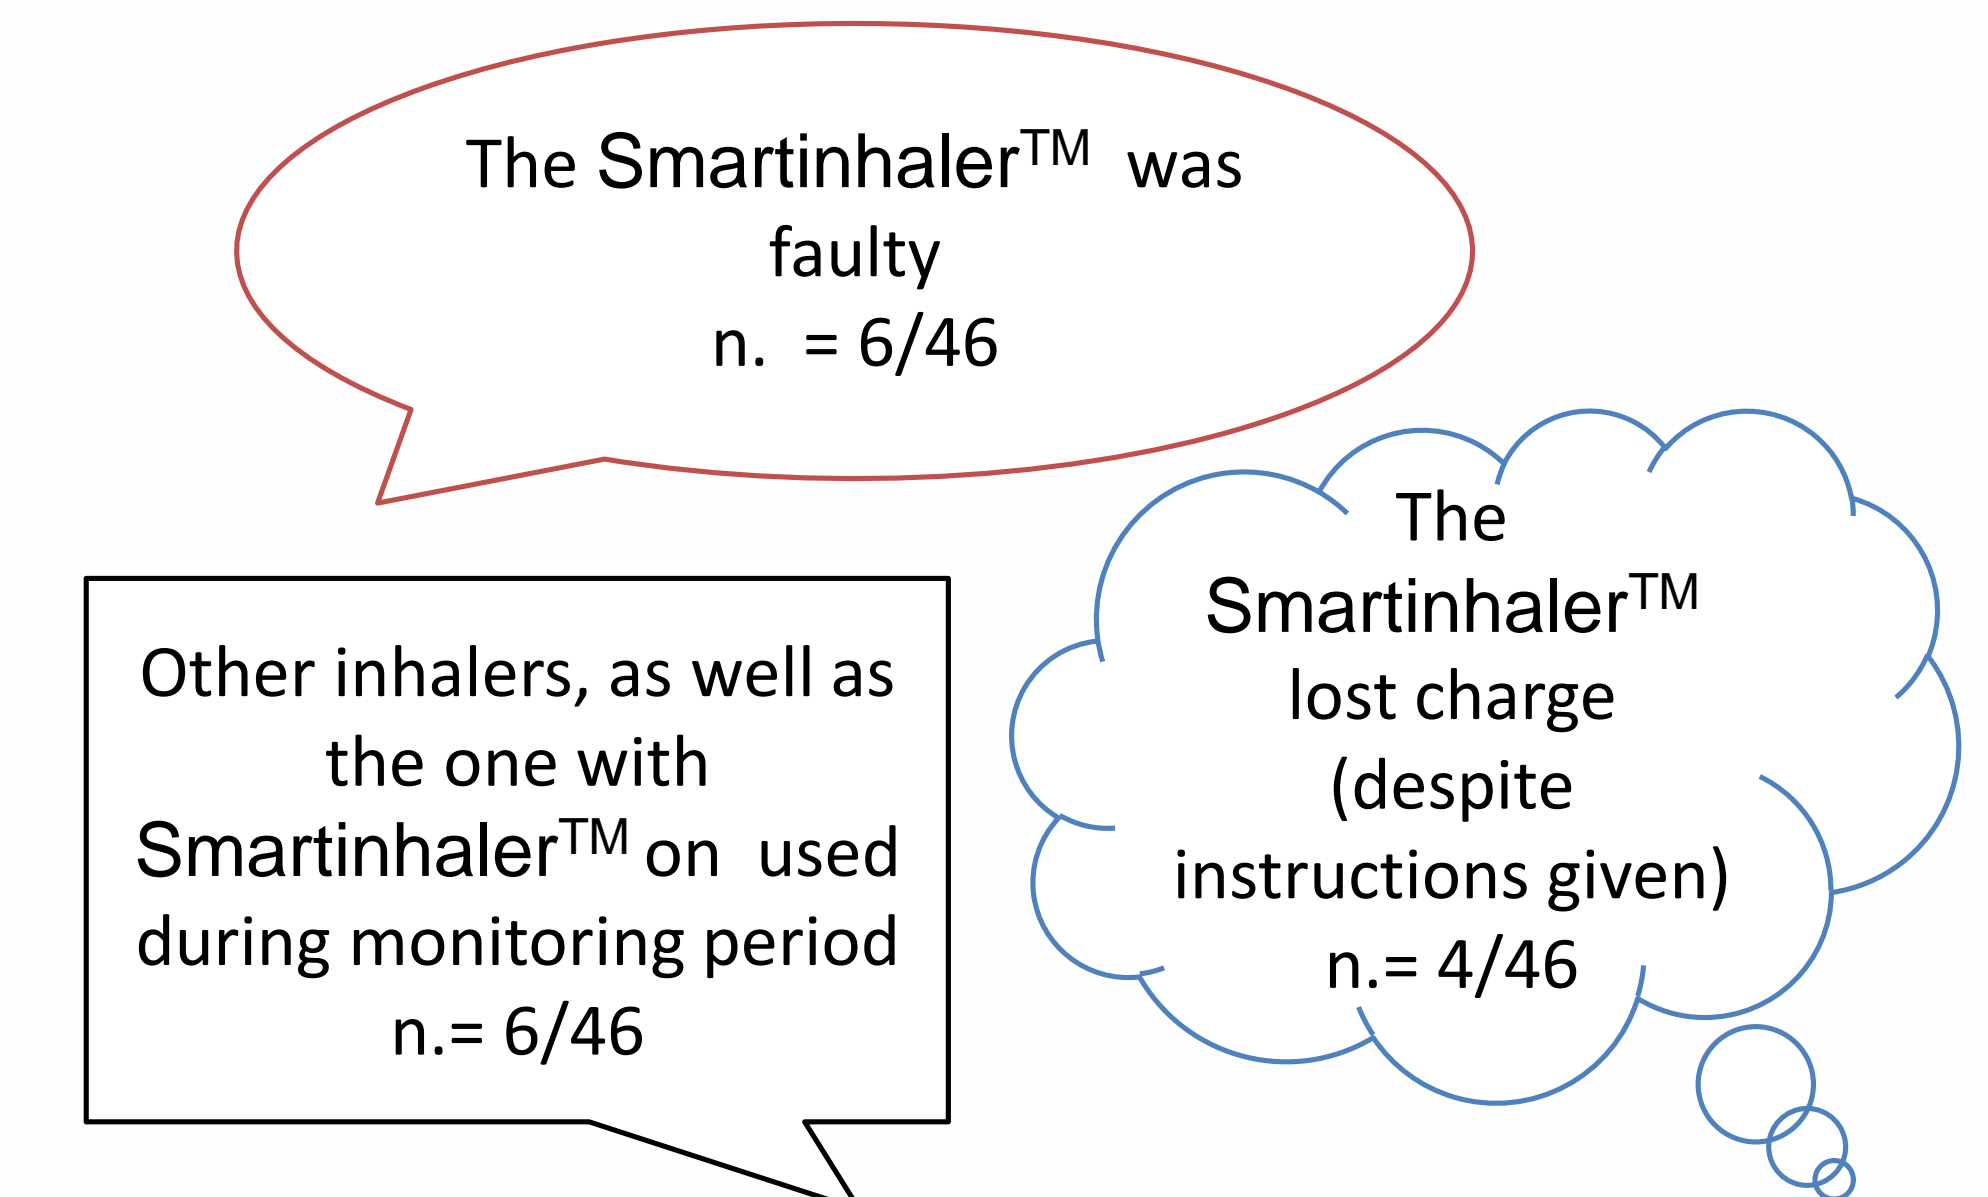 The Smartinhaler™ was
faulty
n. = 6/46
Other inhalers, as well as
the one with
Smartinhaler™ on used
during monitoring period
n.= 6/46
The
Smartinhaler™
lost charge
(despite
instructions given)
n.= 4/46